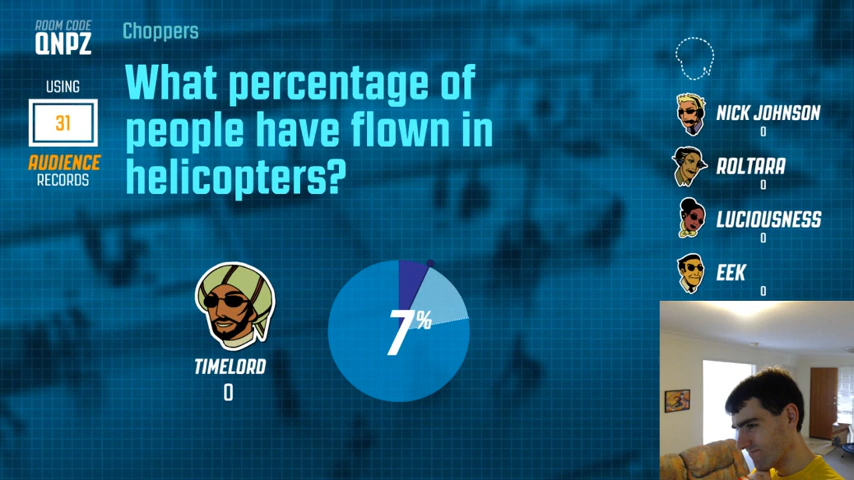 ROOM CODE
QNPZ
USING
31
AUDIENCE
RECORDS
Choppers
What percentage of
people have flown in
helicopters?
TIMELORD
0
7%
NICK JOHNSON
0
ROLTARA
0
LUCIOUSNESS
0
EEK
0